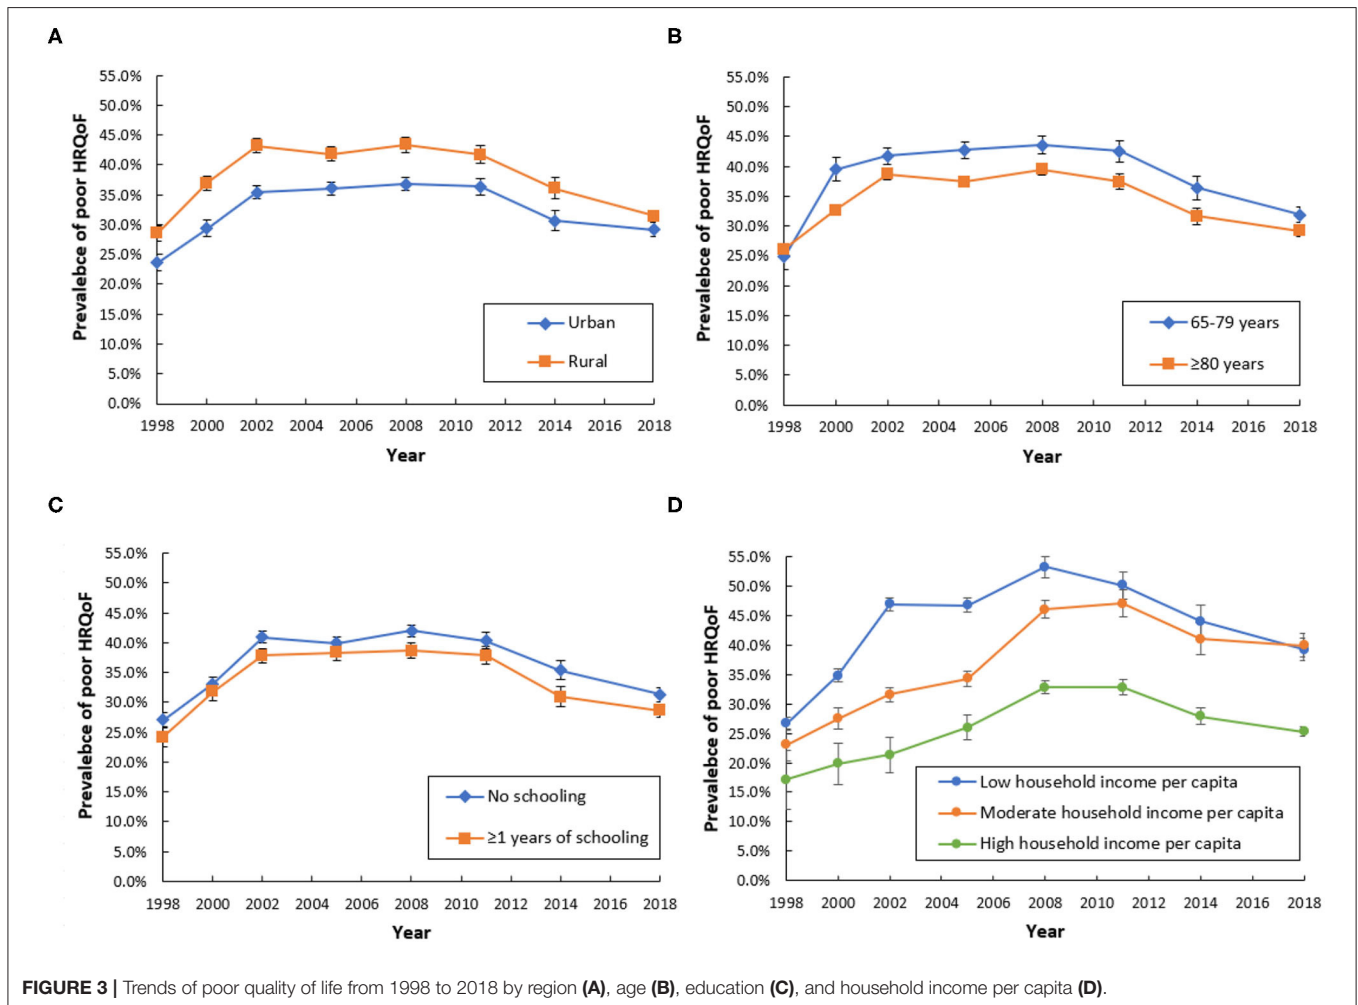 A
55.0%
50.0%
45.0%
40.0%
35.0%
30.0%
25.0%
20.0%
15.0%
10.0%
5.0%
0.0%
Prevalebce of poor HRQoF
1998 2000 2002 2004 2006 2008 2010 2012 2014 2016 2018
Year
Urban
Rural
B
55.0%
50.0%
45.0%
40.0%
35.0%
30.0%
25.0%
20.0%
15.0%
10.0%
5.0%
0.0%
Prevalebce of poor HRQoF
1998 2000 2002 2004 2006 2008 2010 2012 2014 2016 2018
Year
65-79 years
≥80 years
C
55.0%
50.0%
45.0%
40.0%
35.0%
30.0%
25.0%
20.0%
15.0%
10.0%
5.0%
0.0%
Prevalebce of poor HRQoF
1998 2000 2002 2004 2006 2008 2010 2012 2014 2016 2018
Year
No schooling
≥1 years of schooling
D
55.0%
50.0%
45.0%
40.0%
35.0%
30.0%
25.0%
20.0%
15.0%
10.0%
5.0%
0.0%
Prevalebce of poor HRQoF
1998 2000 2002 2004 2006 2008 2010 2012 2014 2016 2018
Year
Low household income per capita
Moderate household income per capita
High household income per capita
FIGURE 3 | Trends of poor quality of life from 1998 to 2018 by region (A), age (B), education (C), and household income per capita (D).